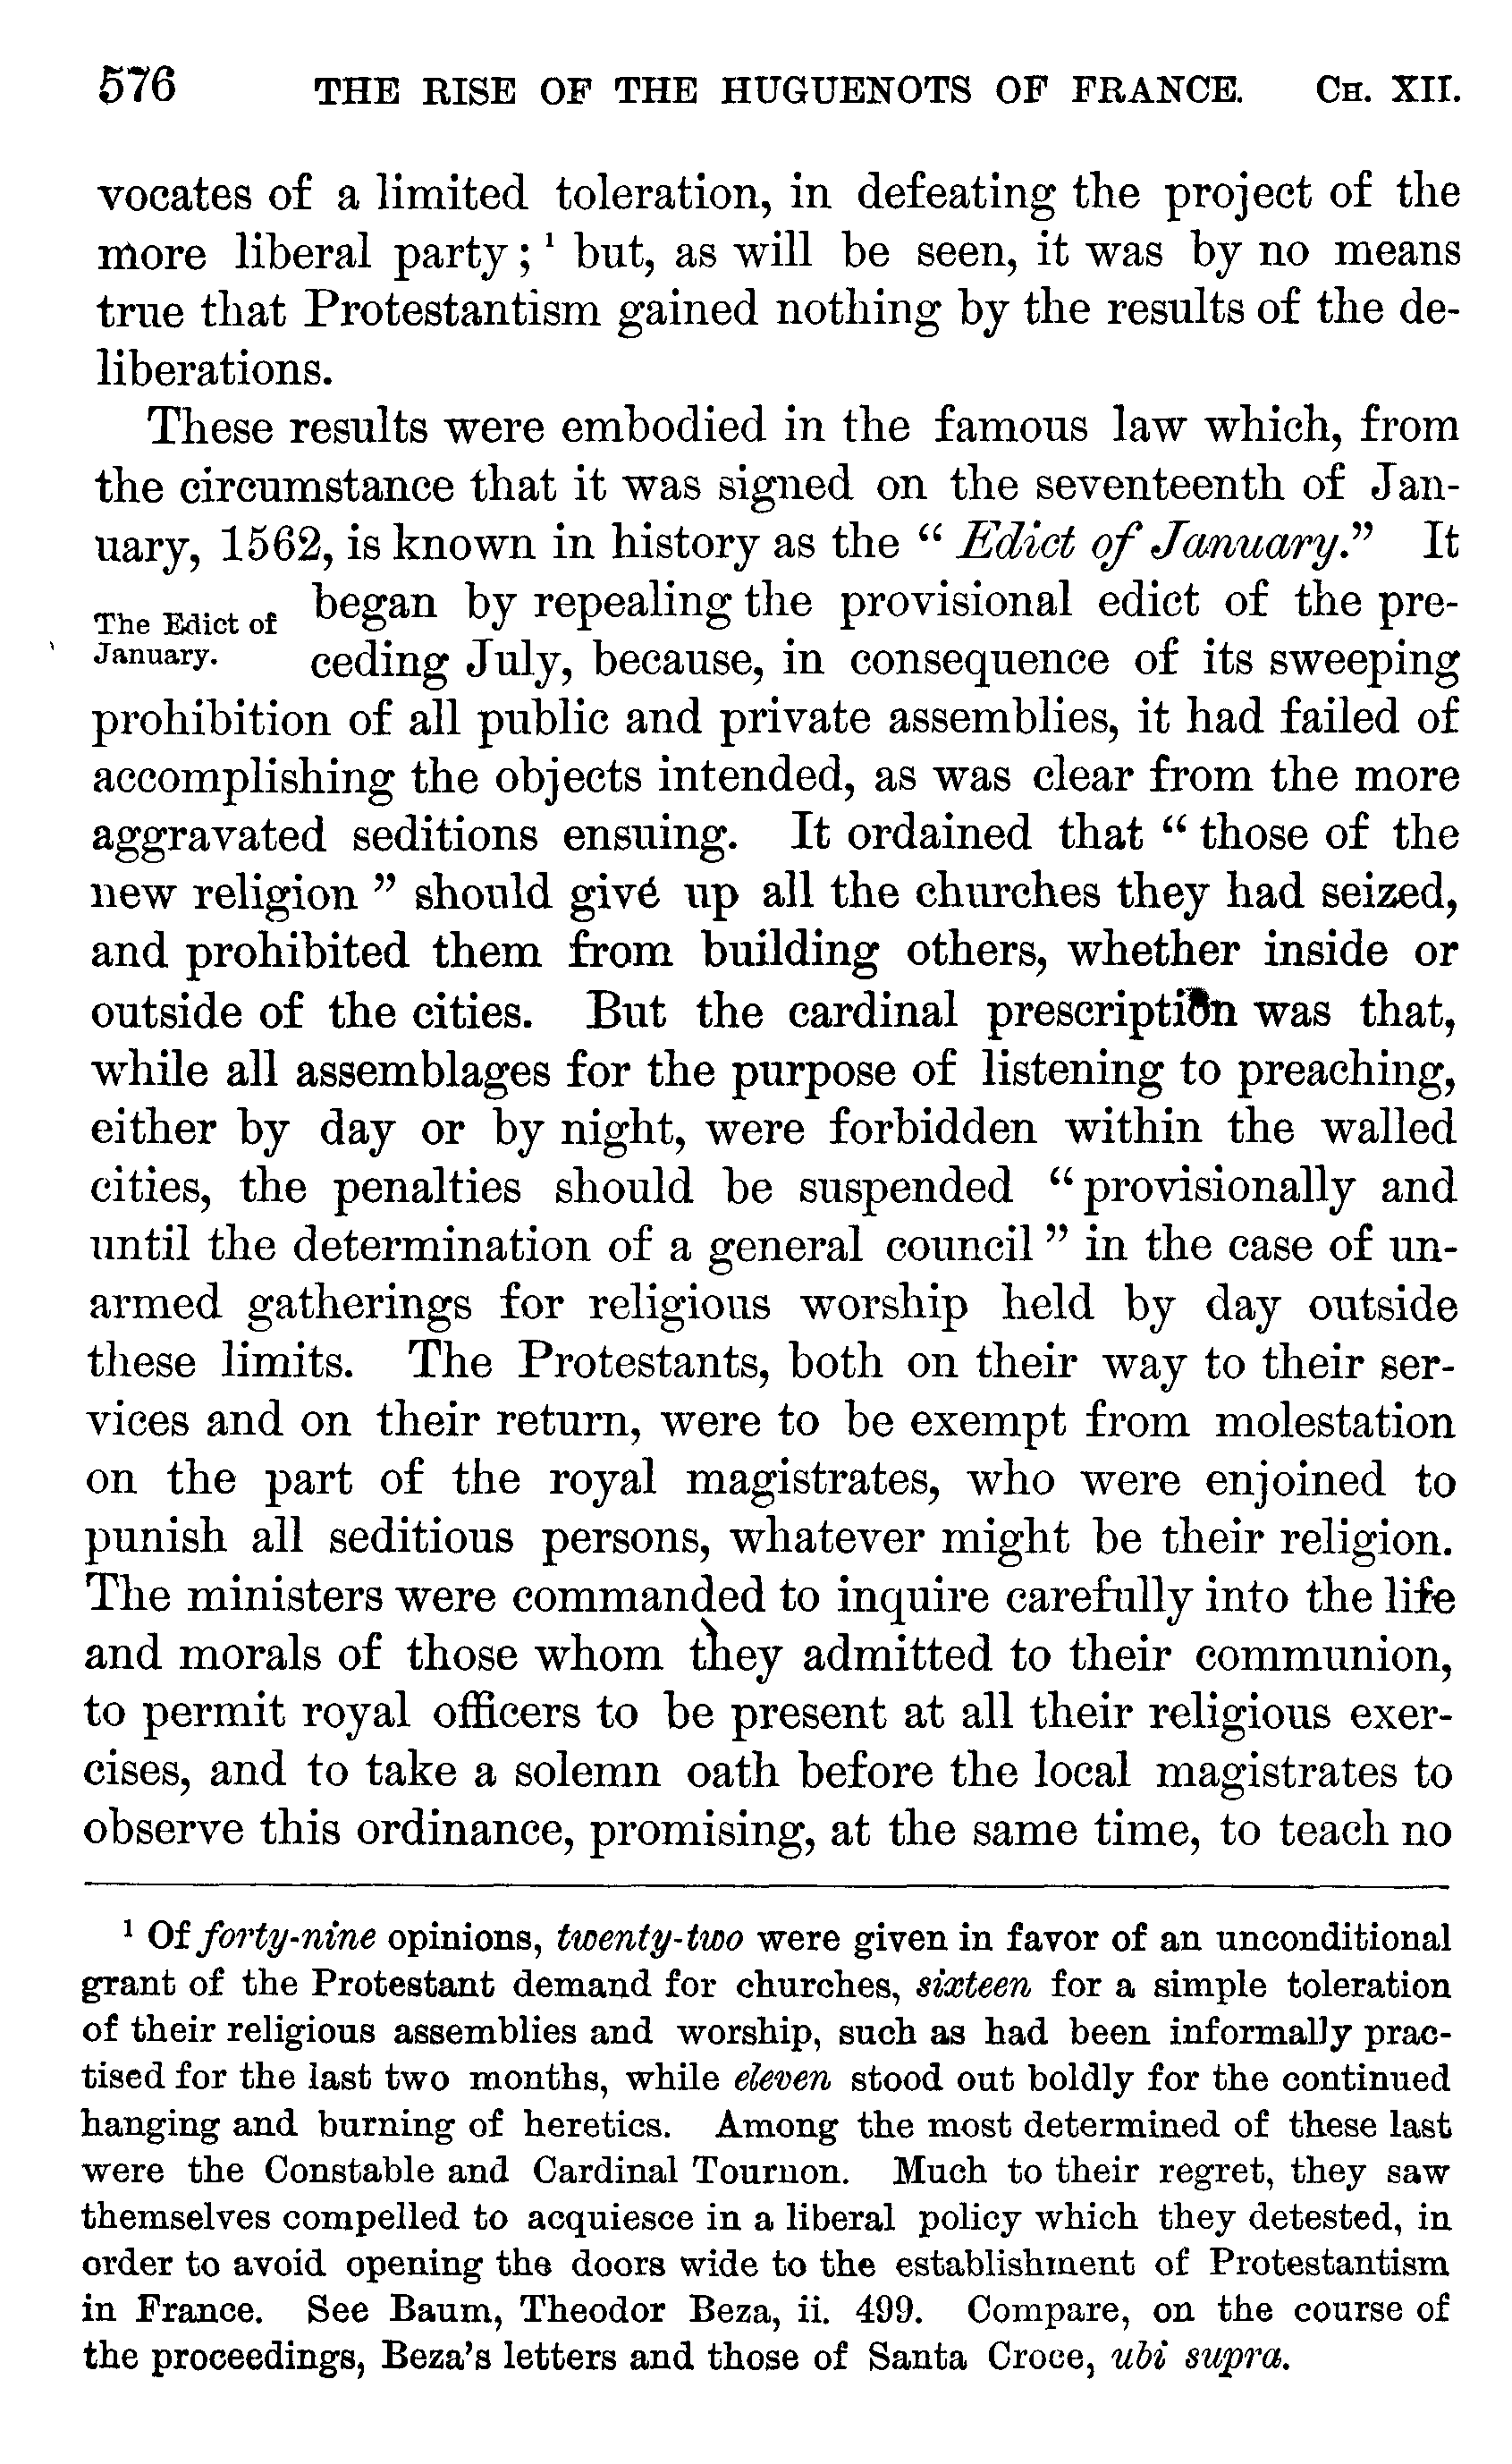 576 THE RISE OF THE HUGUENOTS OF FRANCE. CH. XII.
vocates of a limited toleration, in defeating the project of the
more liberal party; ¹ but, as will be seen, it was by no means
true that Protestantism gained nothing by the results of the de-
liberations.
These results were embodied in the famous law which, from
the circumstance that it was signed on the seventeenth of Jan-
uary, 1562, is known in history as the "Edict of January." It
The Edict of
January.
began by repealing the provisional edict of the pre-
ceding July, because, in consequence of its sweeping
prohibition of all public and private assemblies, it had failed of
accomplishing the objects intended, as was clear from the more
aggravated seditions ensuing. It ordained that "those of the
new religion" should give up all the churches they had seized,
and prohibited them from building others, whether inside or
outside of the cities. But the cardinal prescription was that,
while all assemblages for the purpose of listening to preaching,
either by day or by night, were forbidden within the walled
cities, the penalties should be suspended "provisionally and
until the determination of a general council" in the case of un-
armed gatherings for religious worship held by day outside
these limits. The Protestants, both on their way to their ser-
vices and on their return, were to be exempt from molestation
on the part of the royal magistrates, who were enjoined to
punish all seditious persons, whatever might be their religion.
The ministers were commanded to inquire carefully into the life
and morals of those whom they admitted to their communion,
to permit royal officers to be present at all their religious exer-
cises, and to take a solemn oath before the local magistrates to
observe this ordinance, promising, at the same time, to teach no
¹ Of forty-nine opinions, twenty-two were given in favor of an unconditional
grant of the Protestant demand for churches, sixteen for a simple toleration
of their religious assemblies and worship, such as had been informally prac-
tised for the last two months, while eleven stood out boldly for the continued
hanging and burning of heretics. Among the most determined of these last
were the Constable and Cardinal Tournon. Much to their regret, they saw
themselves compelled to acquiesce in a liberal policy which they detested, in
order to avoid opening the doors wide to the establishment of Protestantism
in France. See Baum, Theodor Beza, ii. 499. Compare, on the course of
the proceedings, Beza's letters and those of Santa Croce, ubi supra.